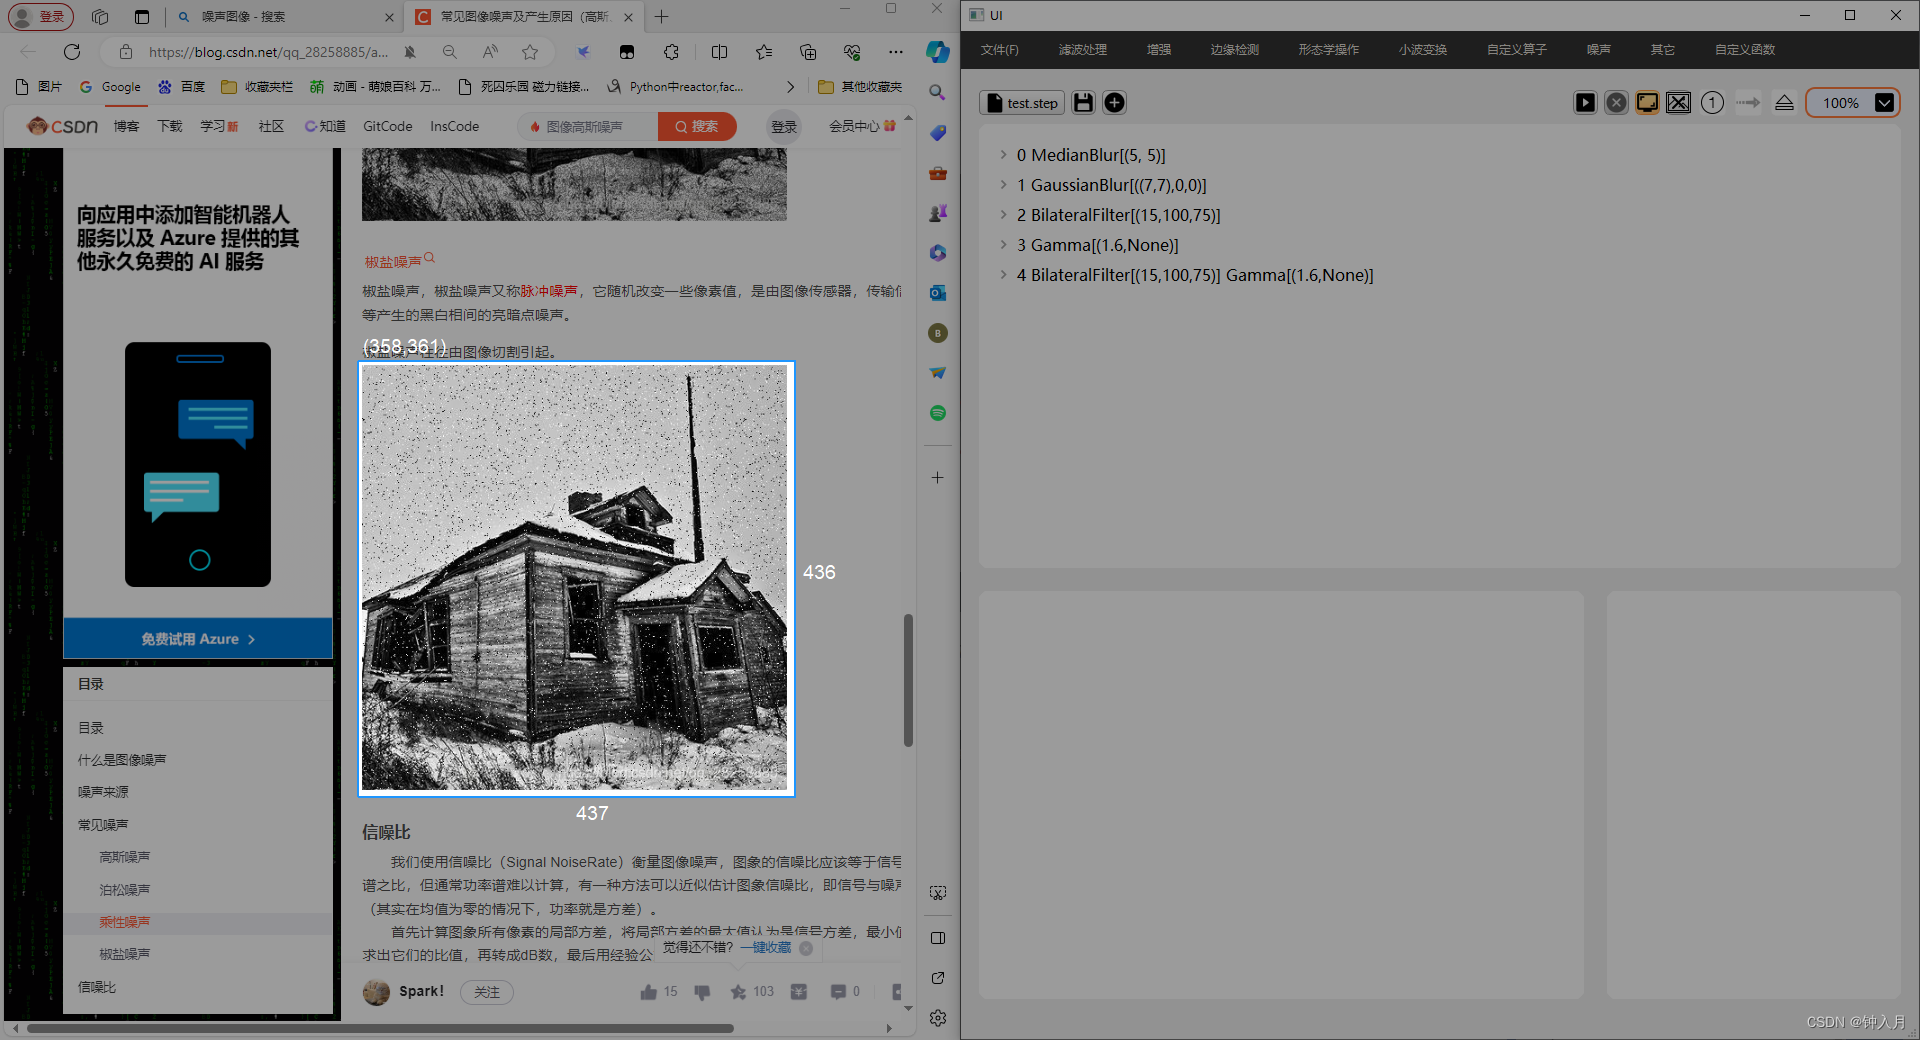 登录
噪声图像 - 搜索
常见图像噪声及产生原因（高斯.
https://blog.csdn.net/qq_28258885/a...
图片
Google
百度
收藏夹栏
动画 - 萌娘百科 万...
死囚乐园 磁力链接...
Python中reactor,fac...
其他收藏夹
CSDN
博客
下载
学习新
社区
知道
GitCode
InsCode
图像高斯噪声
搜索
登录
会员中心
向应用中添加智能机器人
服务以及 Azure 提供的其
他永久免费的 AI 服务
免费试用 Azure
目录
目录
什么是图像噪声
噪声来源
常见噪声
高斯噪声
泊松噪声
乘性噪声
椒盐噪声
信噪比
椒盐噪声
椒盐噪声，椒盐噪声又称脉冲噪声，它随机改变一些像素值，是由图像传感器，传输信
等产生的黑白相间的亮暗点噪声。
(358,361)
椒盐噪声往往由图像切割引起。
436
437
信噪比
我们使用信噪比（Signal NoiseRate）衡量图像噪声，图象的信噪比应该等于信号
谱之比，但通常功率谱难以计算，有一种方法可以近似估计图象信噪比，即信号与噪声
（其实在均值为零的情况下，功率就是方差）。
首先计算图象所有像素的局部方差，将局部方差的最大值认为是信号方差，最小值
求出它们的比值，再转成dB数，最后用经验公
觉得还不错? 一键收藏
Spark!
关注
15
103
0
B
UI
文件(F)
滤波处理
增强
边缘检测
形态学操作
小波变换
自定义算子
噪声
其它
自定义函数
test.step
1
100%
0 MedianBlur[(5, 5)]
1 GaussianBlur[((7,7),0,0)]
2 BilateralFilter[(15,100,75)]
3 Gamma[(1.6,None)]
4 BilateralFilter[(15,100,75)] Gamma[(1.6,None)]
CSDN @钟入月